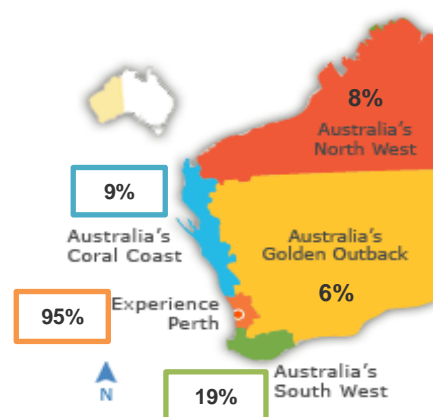 8%
Australia's
North West
9%
Australia's
Coral Coast
Australia's
Golden Outback
6%
95%
Experience
Perth
N
19%
Australia's
South West